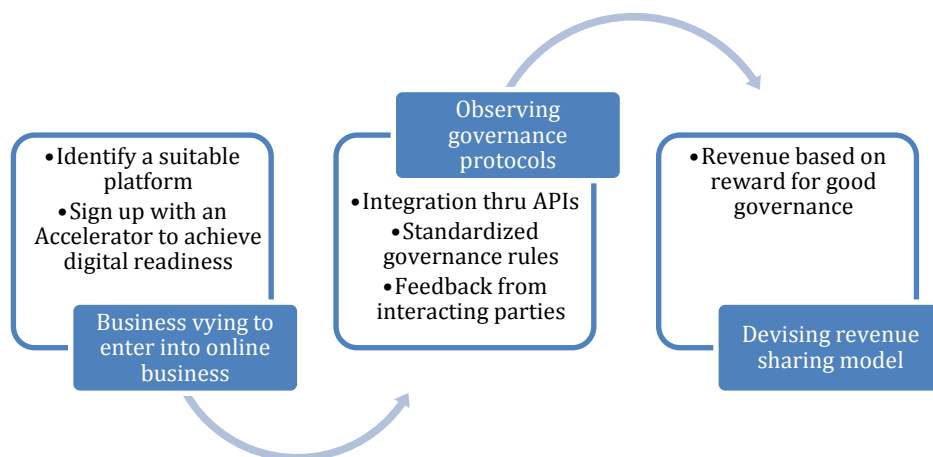 •Identify a suitable
platform
•Sign up with an
Accelerator to achieve
digital readiness
Business vying to
enter into online
business
Observing
governance
protocols
•Integration thru APIs
•Standardized
governance rules
•Feedback from
interacting parties
•Revenue based on
reward for good
governance
Devising revenue
sharing model